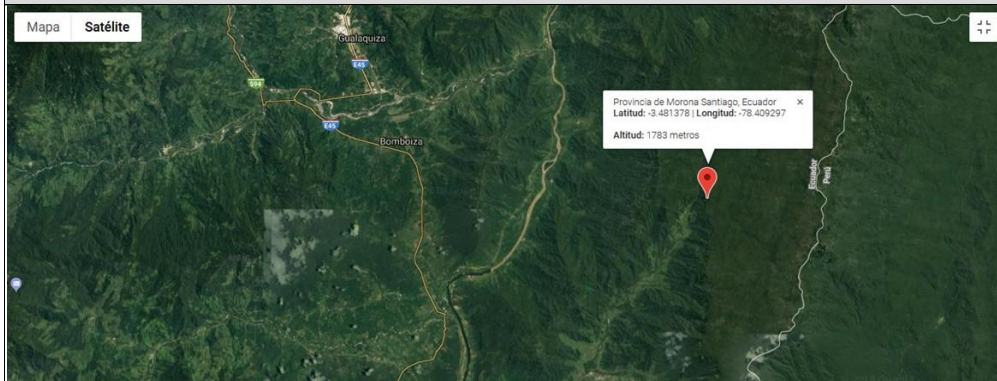 Mapa Satélite
Gualaquiza
E45
594
E45
Bomboiza
Provincia de Morona Santiago, Ecuador
Latitud: -3.481378 | Longitud: -78.409297
Altitud: 1783 metros
Ecuador
Perú